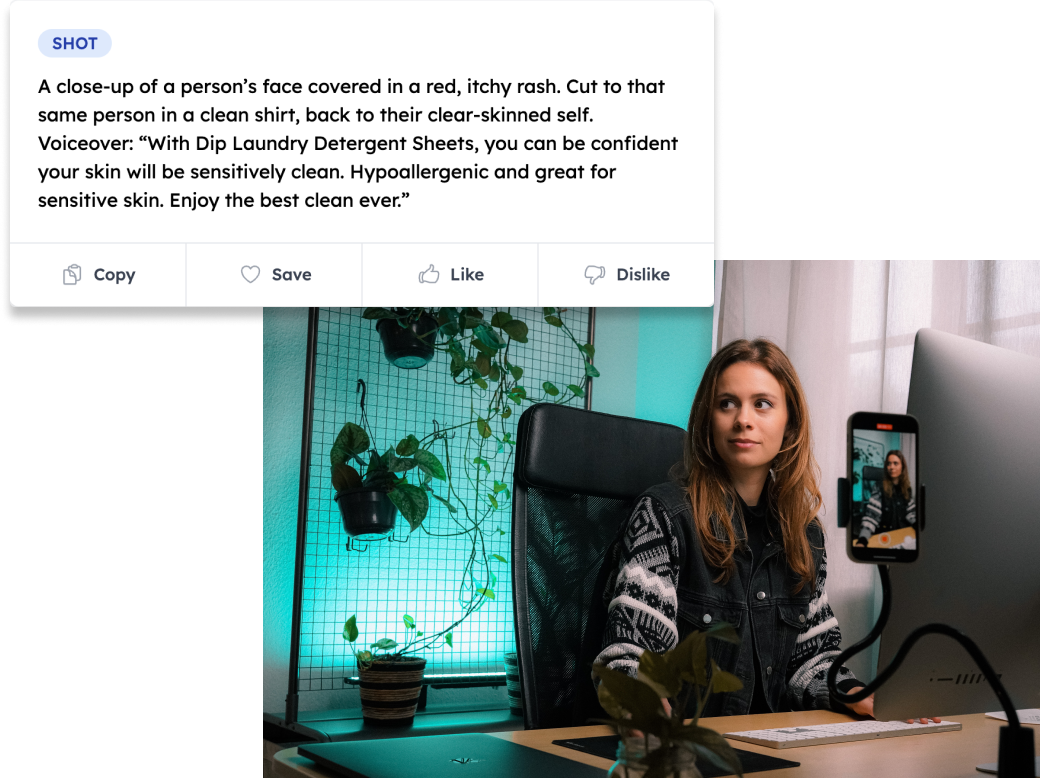 SHOT
A close-up of a person’s face covered in a red, itchy rash. Cut to that
same person in a clean shirt, back to their clear-skinned self.
Voiceover: “With Dip Laundry Detergent Sheets, you can be confident
your skin will be sensitively clean. Hypoallergenic and great for
sensitive skin. Enjoy the best clean ever.”
Copy
Save
Like
Dislike